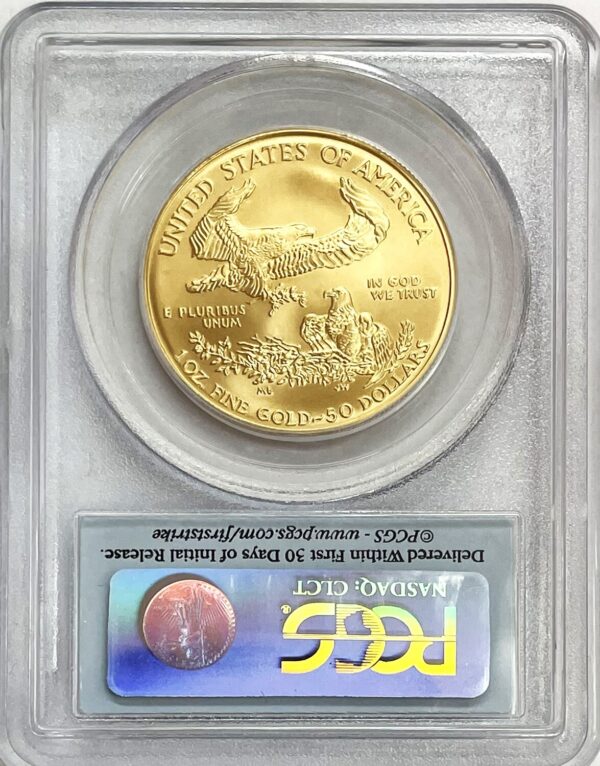 UNITED STATES OF AMERICA
IN GOD
WE TRUST
E PLURIBUS
UNUM
1 OZ. FINE GOLD~50 DOLLARS
PCGS®
NASDAQ: CLCT
Delivered Within First 30 Days of Initial Release.
©PCGS - www.pcgs.com/firststrike